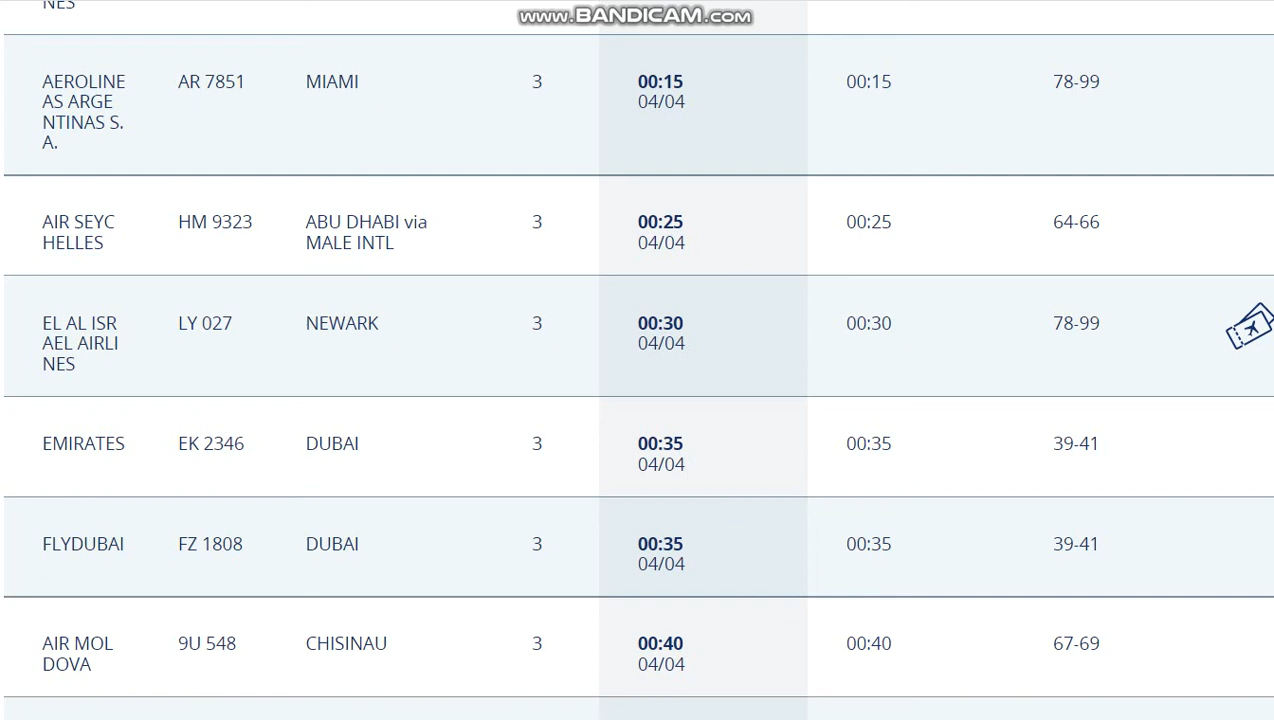 NES
www.BANDICAM.com
AEROLINE AR 7851 MIAMI 3 00:15 00:15 78-99
AS ARGE 04/04
NTINAS S.
A.
AIR SEYC HM 9323 ABU DHABI via 3 00:25 00:25 64-66
HELLES MALE INTL 04/04
EL AL ISR LY 027 NEWARK 3 00:30 00:30 78-99
AEL AIRLI 04/04
NES
EMIRATES EK 2346 DUBAI 3 00:35 00:35 39-41
04/04
FLYDUBAI FZ 1808 DUBAI 3 00:35 00:35 39-41
04/04
AIR MOL 9U 548 CHISINAU 3 00:40 00:40 67-69
DOVA 04/04